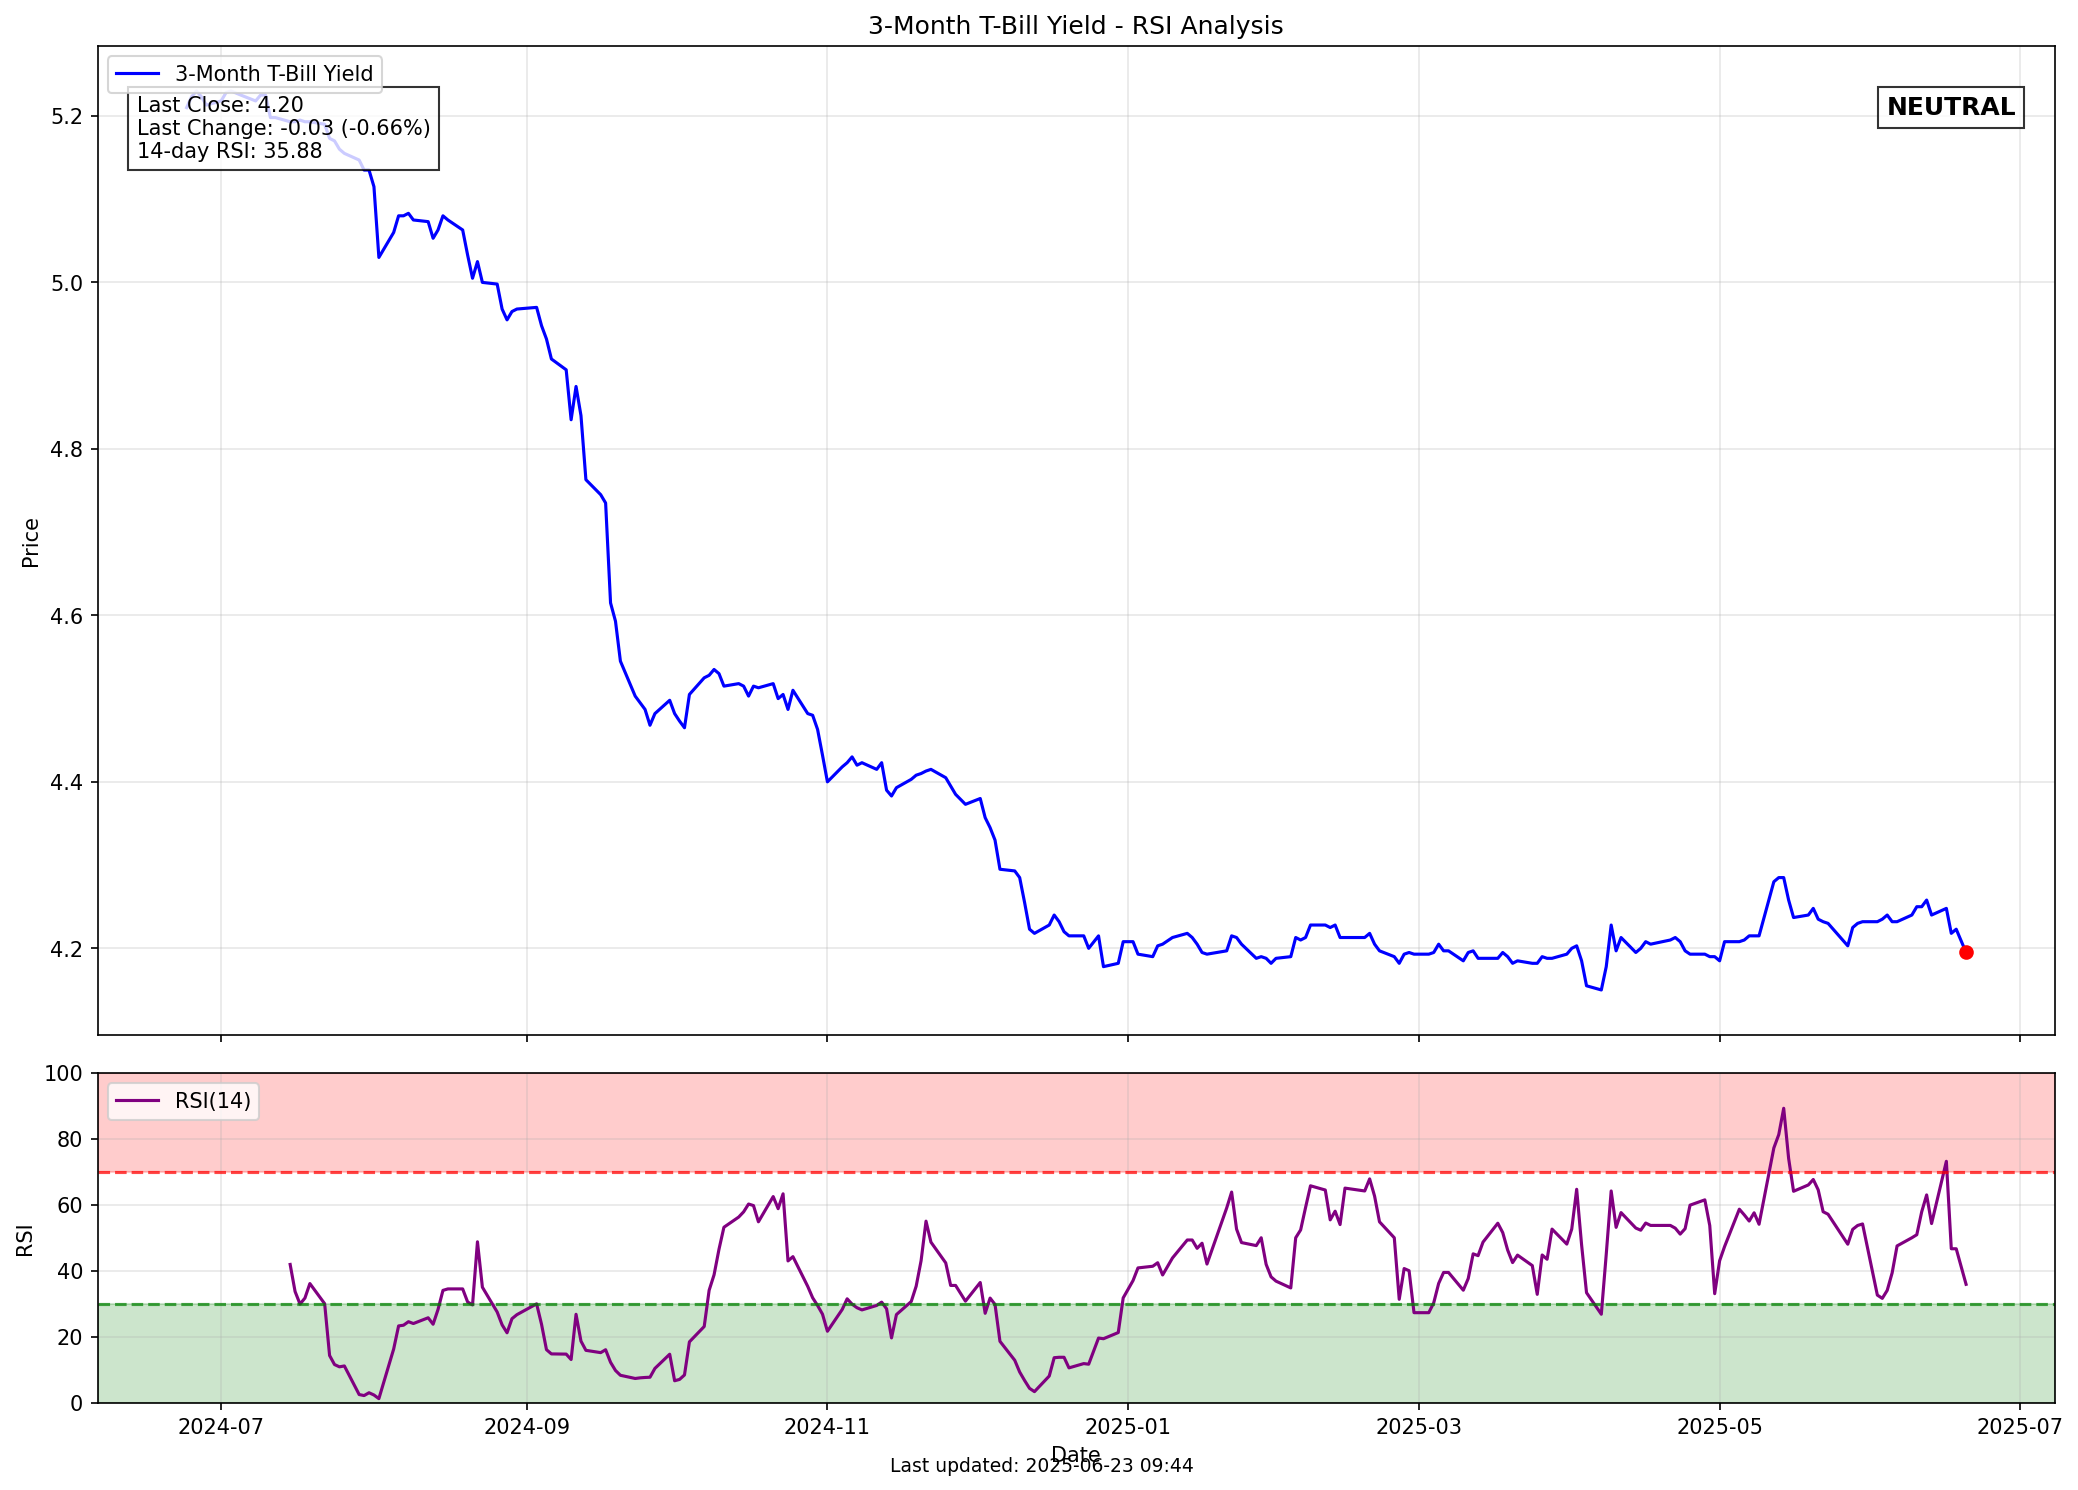 3-Month T-Bill Yield - RSI Analysis
3-Month T-Bill Yield
Last Close: 4.20
Last Change: -0.03 (-0.66%)
14-day RSI: 35.88
NEUTRAL
Price
5.2
5.0
4.8
4.6
4.4
4.2
RSI(14)
RSI
100
80
60
40
20
0
2024-07
2024-09
2024-11
2025-01
2025-03
2025-05
2025-07
Date
Last updated: 2025-06-23 09:44